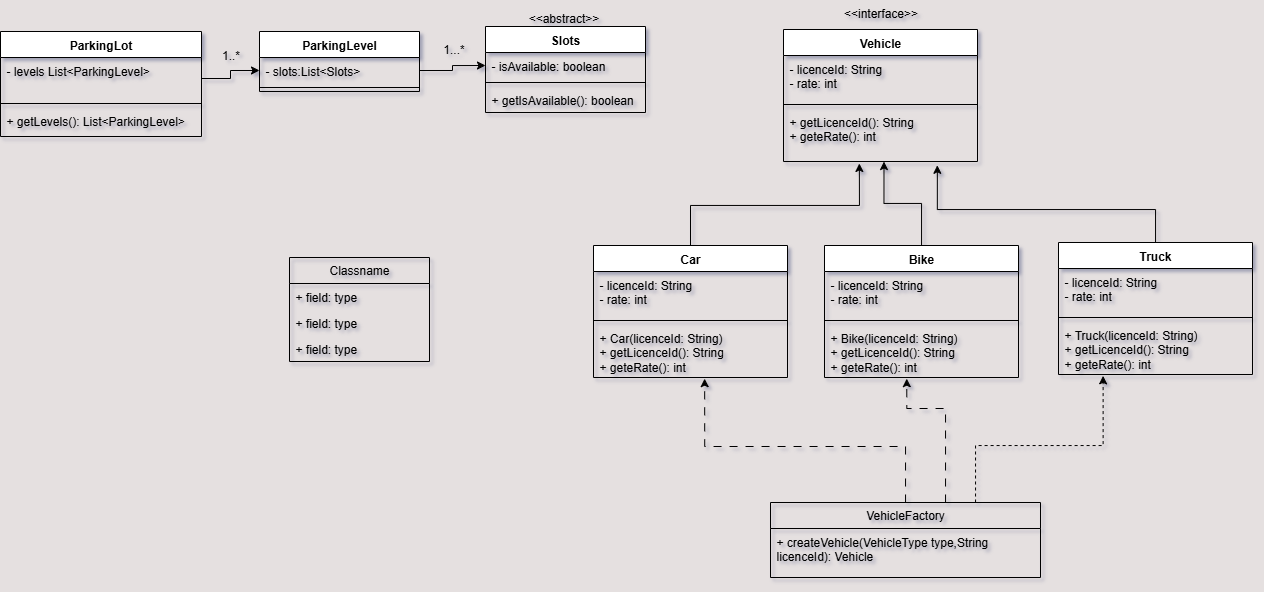 ParkingLot
- levels List<ParkingLevel>
+ getLevels(): List<ParkingLevel>
1..*
ParkingLevel
- slots:List<Slots>
1...*
<<abstract>>
Slots
- isAvailable: boolean
+ getIsAvailable(): boolean
<<interface>>
Vehicle
- licenceId: String
- rate: int
+ getLicenceId(): String
+ geteRate(): int
Classname
+ field: type
+ field: type
+ field: type
Car
- licenceId: String
- rate: int
+ Car(licenceId: String)
+ getLicenceId(): String
+ geteRate(): int
Bike
- licenceId: String
- rate: int
+ Bike(licenceId: String)
+ getLicenceId(): String
+ geteRate(): int
Truck
- licenceId: String
- rate: int
+ Truck(licenceId: String)
+ getLicenceId(): String
+ geteRate(): int
VehicleFactory
+ createVehicle(VehicleType type,String
licenceId): Vehicle